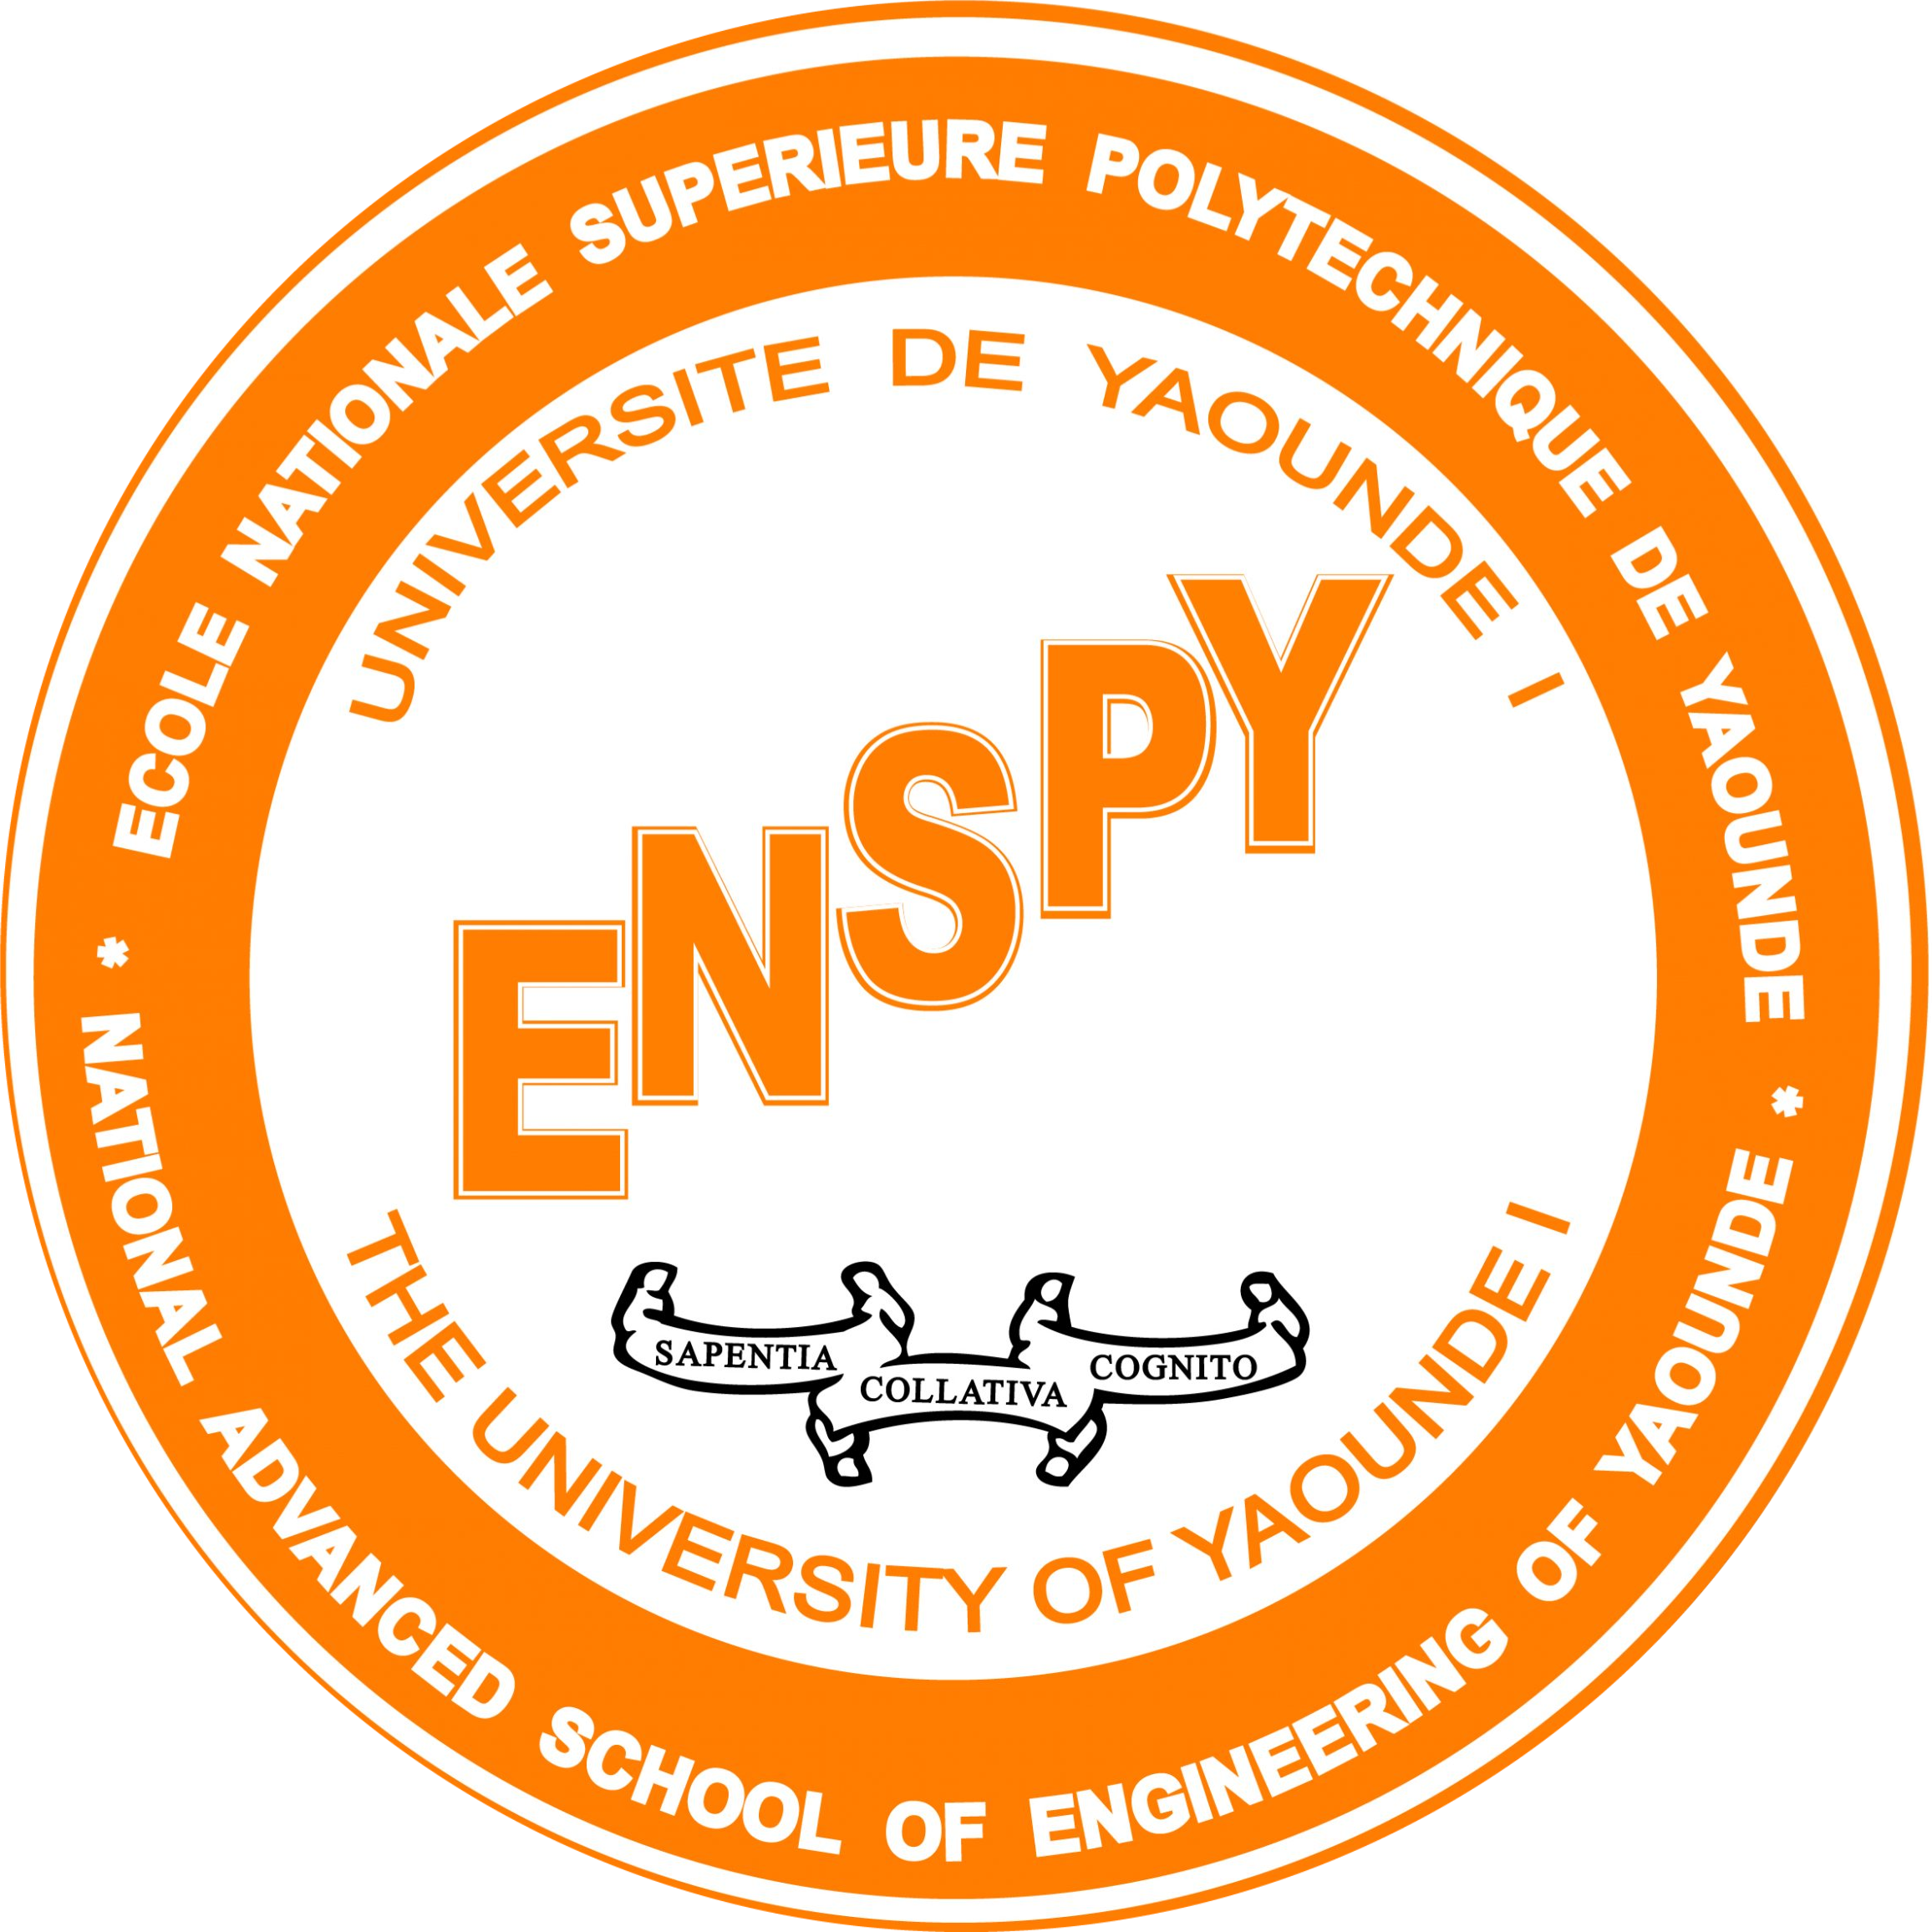 ECOLE NATIONALE SUPERIEURE POLYTECHNIQUE DE YAOUNDE
UNIVERSITE DE YAOUNDE I
ENSPY
SAPENTIA
COLLATIVA
COGNITO
THE UNIVERSITY OF YAOUNDE I
* NATIONAL ADVANCED SCHOOL OF ENGINEERING OF YAOUNDE *